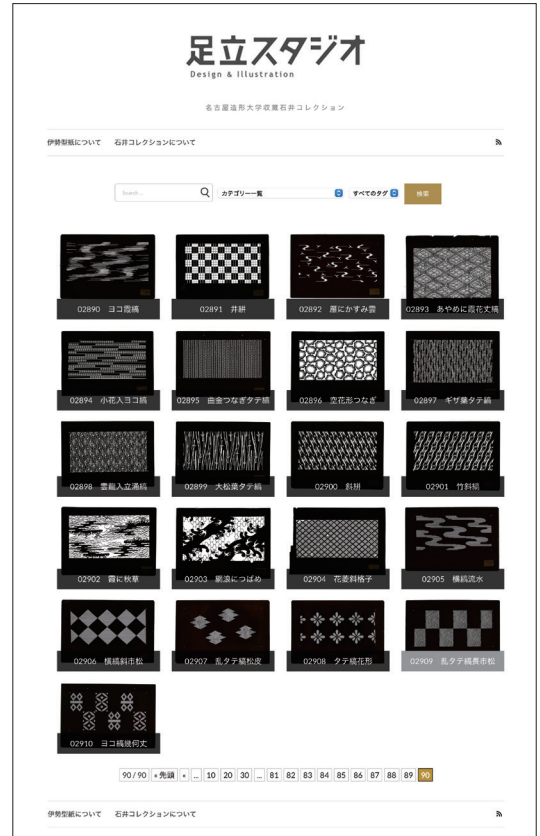 足立スタジオ
Design & Illustration
名古屋造形大学収蔵石井コレクション
伊勢型紙について 石井コレクションについて
Search... カテゴリー一覧 すべてのタグ 検索
02890 ヨコ霞縞 02891 井絣 02892 雁にかすみ雲 02893 あやめに霞花丈縞
02894 小花入ヨコ縞 02895 曲金つなぎタテ縞 02896 空花形つなぎ 02897 ギザ葉タテ縞
02898 雲龍入立涌縞 02899 大松葉タテ縞 02900 斜絣 02901 竹斜縞
02902 霞に秋草 02903 劇浪につばめ 02904 花菱斜格子 02905 横縞流水
02906 横縞斜市松 02907 乱タテ縞松皮 02908 タテ縞花形 02909 乱タテ縞長市松
02910 ヨコ縞幾何丈
90/90 « 先頭 « ... 10 20 30 ... 81 82 83 84 85 86 87 88 89 90
伊勢型紙について 石井コレクションについて